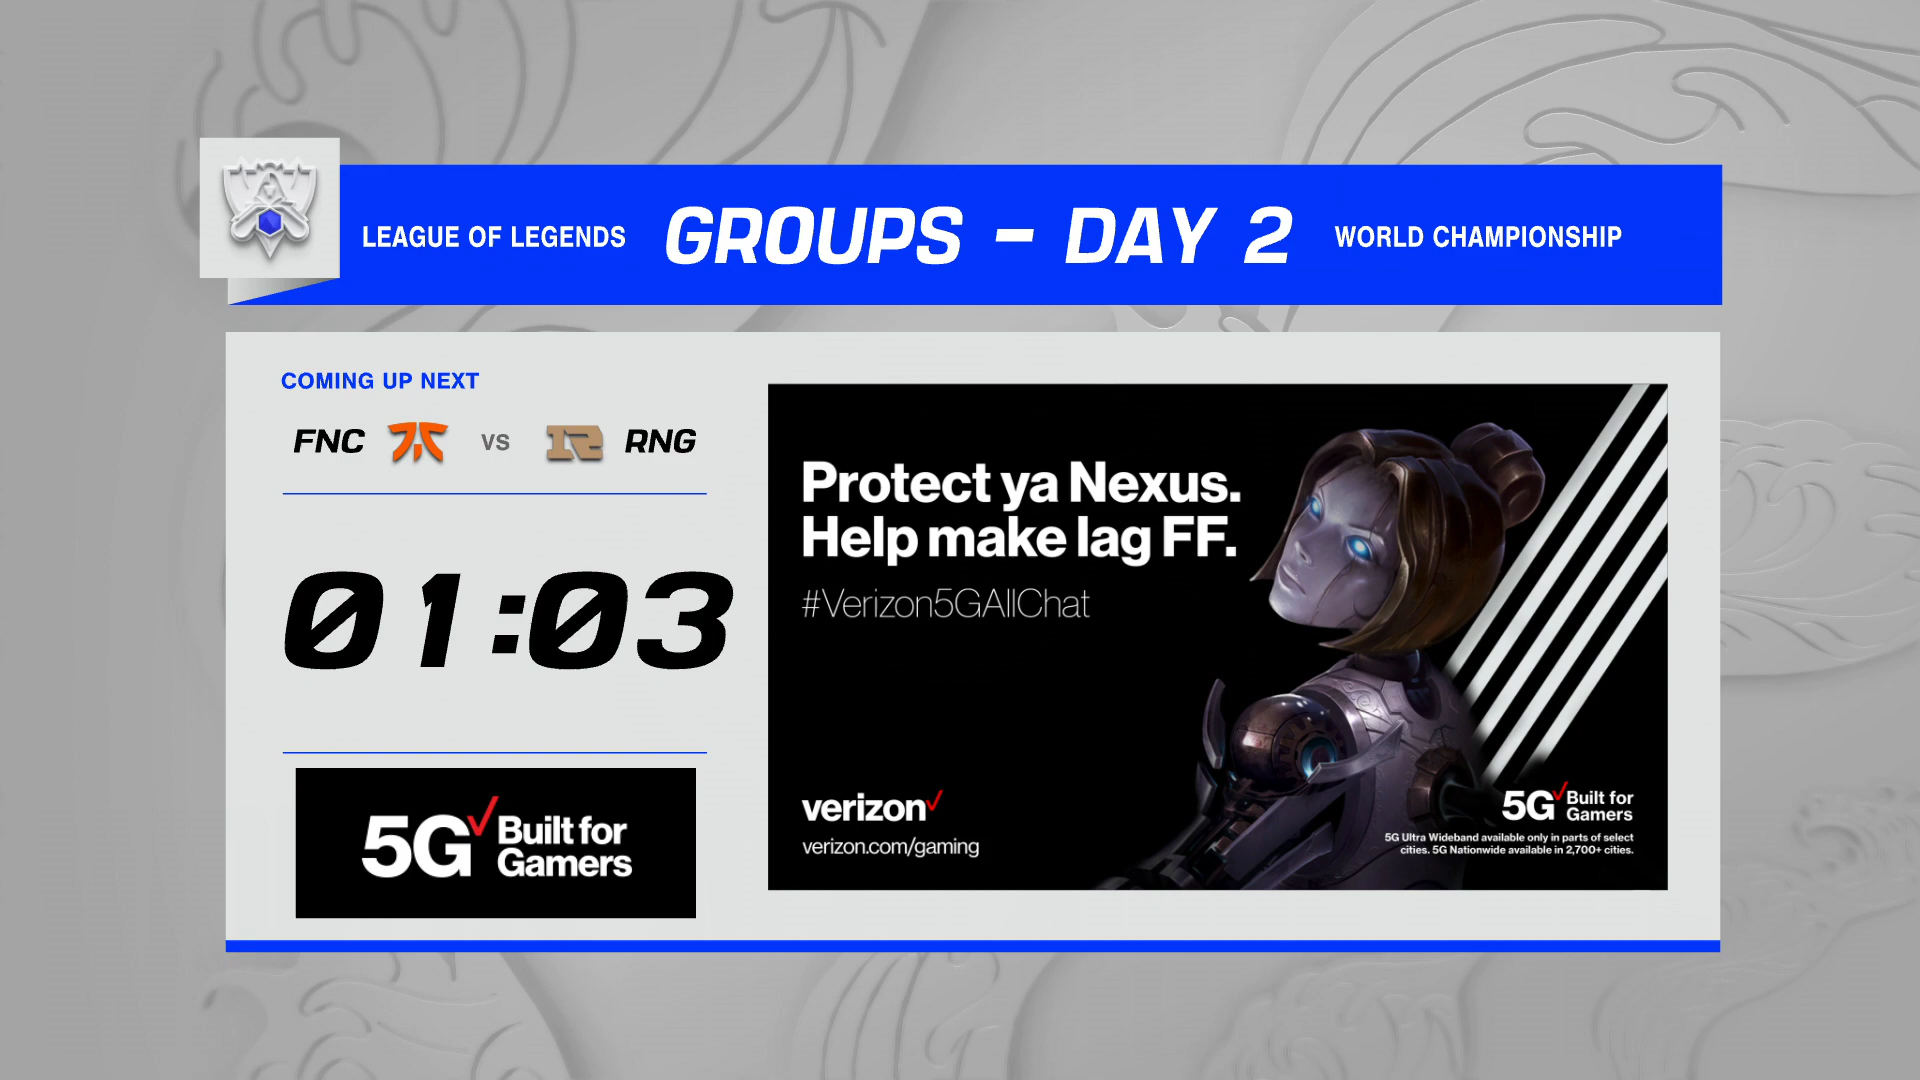 LEAGUE OF LEGENDS GROUPS – DAY 2 WORLD CHAMPIONSHIP
COMING UP NEXT
FNC VS RNG
01:03
5G Built for
Gamers
Protect ya Nexus.
Help make lag FF.
#Verizon5GAllChat
verizon
verizon.com/gaming
5G Built for
Gamers
5G Ultra Wideband available only in parts of select
cities. 5G Nationwide available in 2,700+ cities.